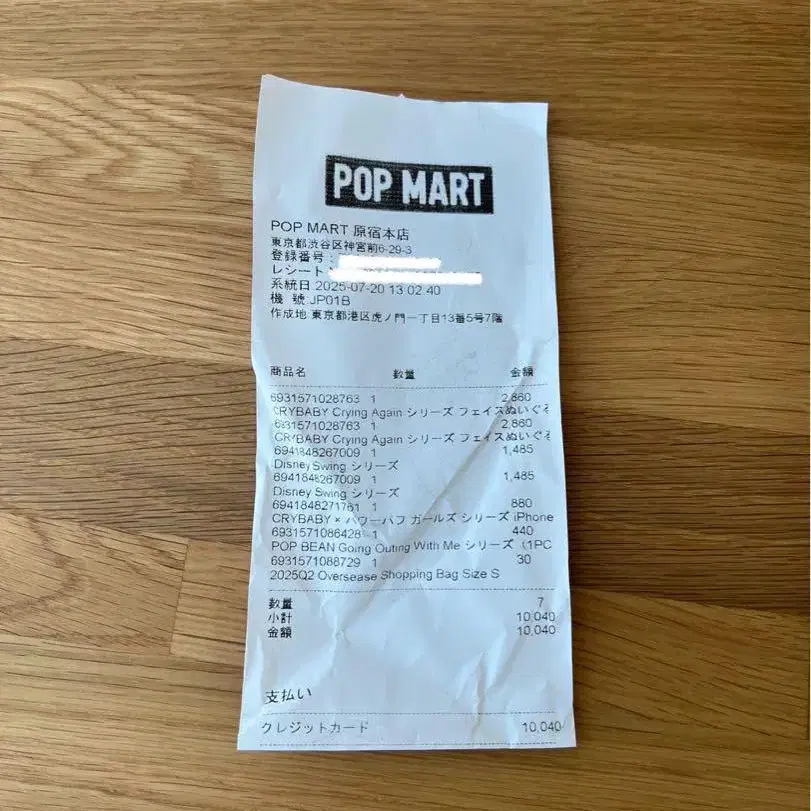 POP MART
POP MART 原宿本店
東京都渋谷区神宮前6-29-3
登録番号:
レシート
系統日 2025-07-20 13:02:40
機 號 JP01B
作成地:東京都港区虎ノ門一丁目13番5号7階
商品名 数量 金額
6931571028763 1 2,860
CRYBABY Crying Again シリーズ フェイスぬいぐる
6931571028763 1 2,860
CRYBABY Crying Again シリーズ フェイスぬいぐる
6941848267009 1 1,485
Disney Swing シリーズ
6941848267009 1 1,485
Disney Swing シリーズ
6941848271761 1 880
CRYBABY × パワーパフ ガールズ シリーズ iPhone
6931571086428 1 440
POP BEAN Going Outing With Me シリーズ (1PC
6931571088729 1 30
2025Q2 Oversease Shopping Bag Size S
数量 7
小計 10,040
金額 10,040
支払い
クレジットカード 10,040